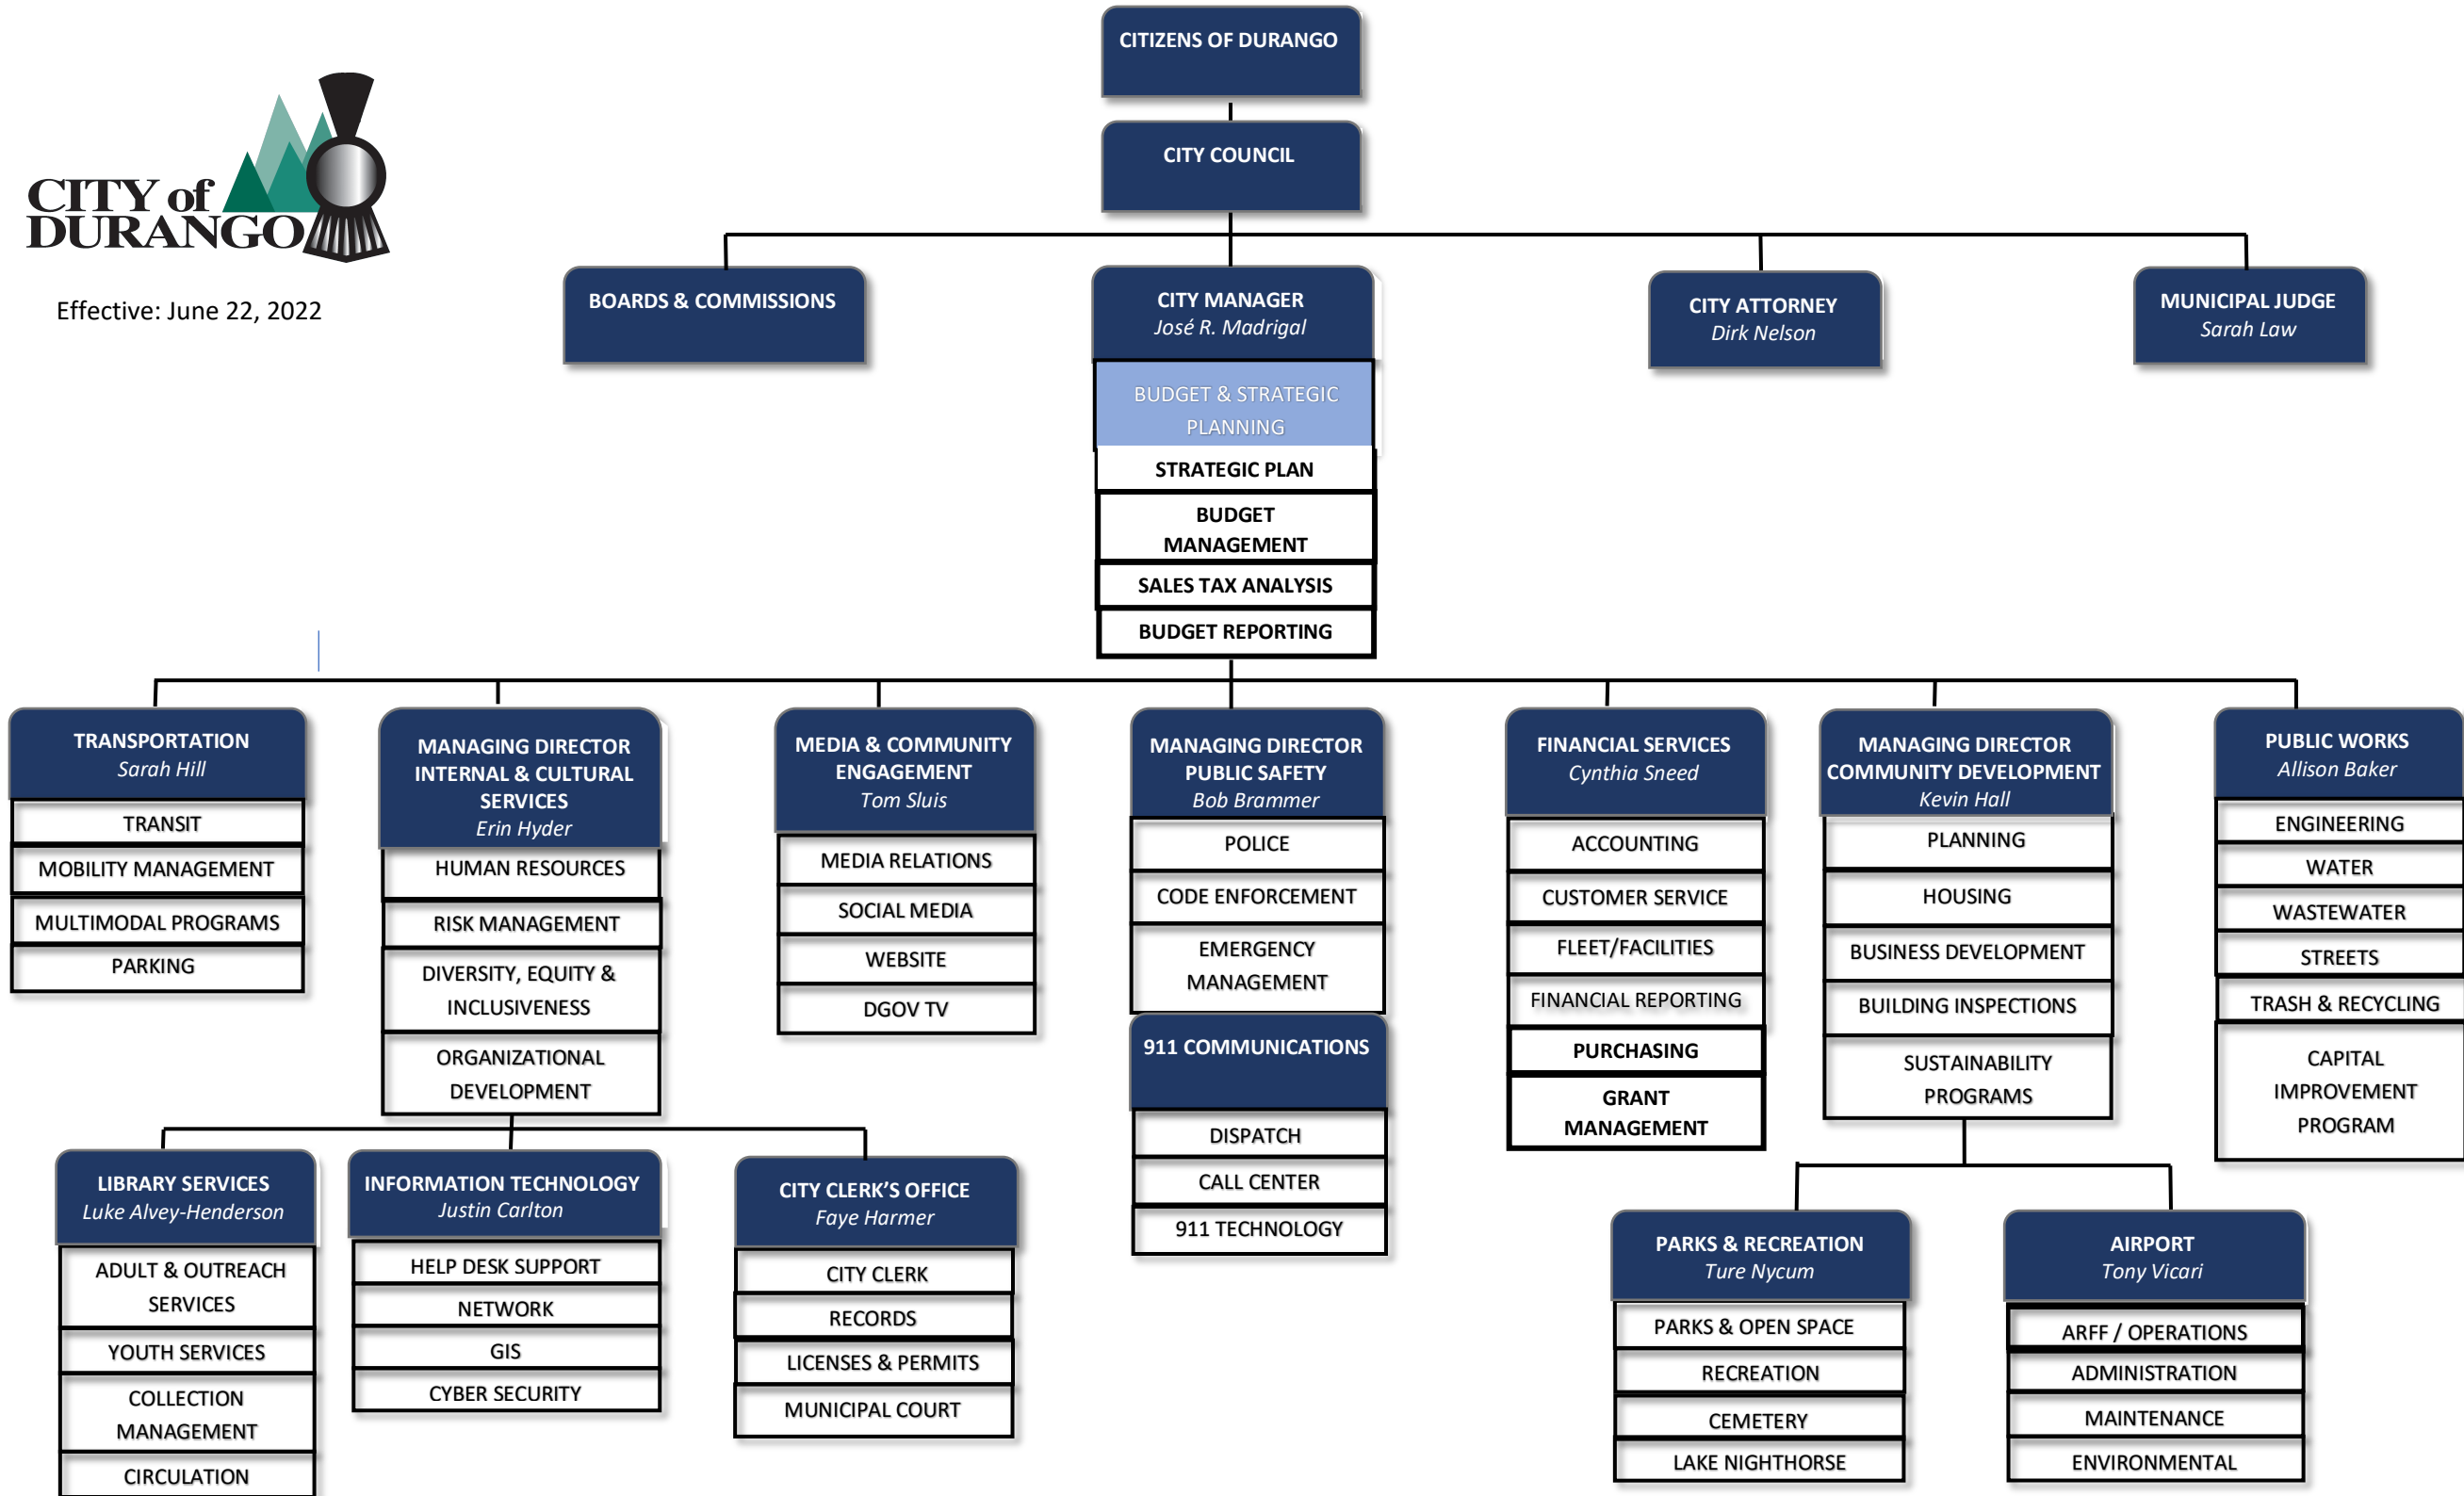 CITIZENS OF DURANGO
CITY COUNCIL
CITY of
DURANGO
Effective: June 22, 2022
BOARDS & COMMISSIONS
CITY MANAGER
José R. Madrigal
BUDGET & STRATEGIC
PLANNING
STRATEGIC PLAN
BUDGET
MANAGEMENT
SALES TAX ANALYSIS
BUDGET REPORTING
CITY ATTORNEY
Dirk Nelson
MUNICIPAL JUDGE
Sarah Law
TRANSPORTATION
Sarah Hill
TRANSIT
MOBILITY MANAGEMENT
MULTIMODAL PROGRAMS
PARKING
MANAGING DIRECTOR
INTERNAL & CULTURAL
SERVICES
Erin Hyder
HUMAN RESOURCES
RISK MANAGEMENT
DIVERSITY, EQUITY &
INCLUSIVENESS
ORGANIZATIONAL
DEVELOPMENT
MEDIA & COMMUNITY
ENGAGEMENT
Tom Sluis
MEDIA RELATIONS
SOCIAL MEDIA
WEBSITE
DGOV TV
MANAGING DIRECTOR
PUBLIC SAFETY
Bob Brammer
POLICE
CODE ENFORCEMENT
EMERGENCY
MANAGEMENT
911 COMMUNICATIONS
DISPATCH
CALL CENTER
911 TECHNOLOGY
FINANCIAL SERVICES
Cynthia Sneed
ACCOUNTING
CUSTOMER SERVICE
FLEET/FACILITIES
FINANCIAL REPORTING
PURCHASING
GRANT
MANAGEMENT
MANAGING DIRECTOR
COMMUNITY DEVELOPMENT
Kevin Hall
PLANNING
HOUSING
BUSINESS DEVELOPMENT
BUILDING INSPECTIONS
SUSTAINABILITY
PROGRAMS
PUBLIC WORKS
Allison Baker
ENGINEERING
WATER
WASTEWATER
STREETS
TRASH & RECYCLING
CAPITAL
IMPROVEMENT
PROGRAM
LIBRARY SERVICES
Luke Alvey-Henderson
ADULT & OUTREACH
SERVICES
YOUTH SERVICES
COLLECTION
MANAGEMENT
CIRCULATION
INFORMATION TECHNOLOGY
Justin Carlton
HELP DESK SUPPORT
NETWORK
GIS
CYBER SECURITY
CITY CLERK’S OFFICE
Faye Harmer
CITY CLERK
RECORDS
LICENSES & PERMITS
MUNICIPAL COURT
PARKS & RECREATION
Ture Nycum
PARKS & OPEN SPACE
RECREATION
CEMETERY
LAKE NIGHTHORSE
AIRPORT
Tony Vicari
ARFF / OPERATIONS
ADMINISTRATION
MAINTENANCE
ENVIRONMENTAL